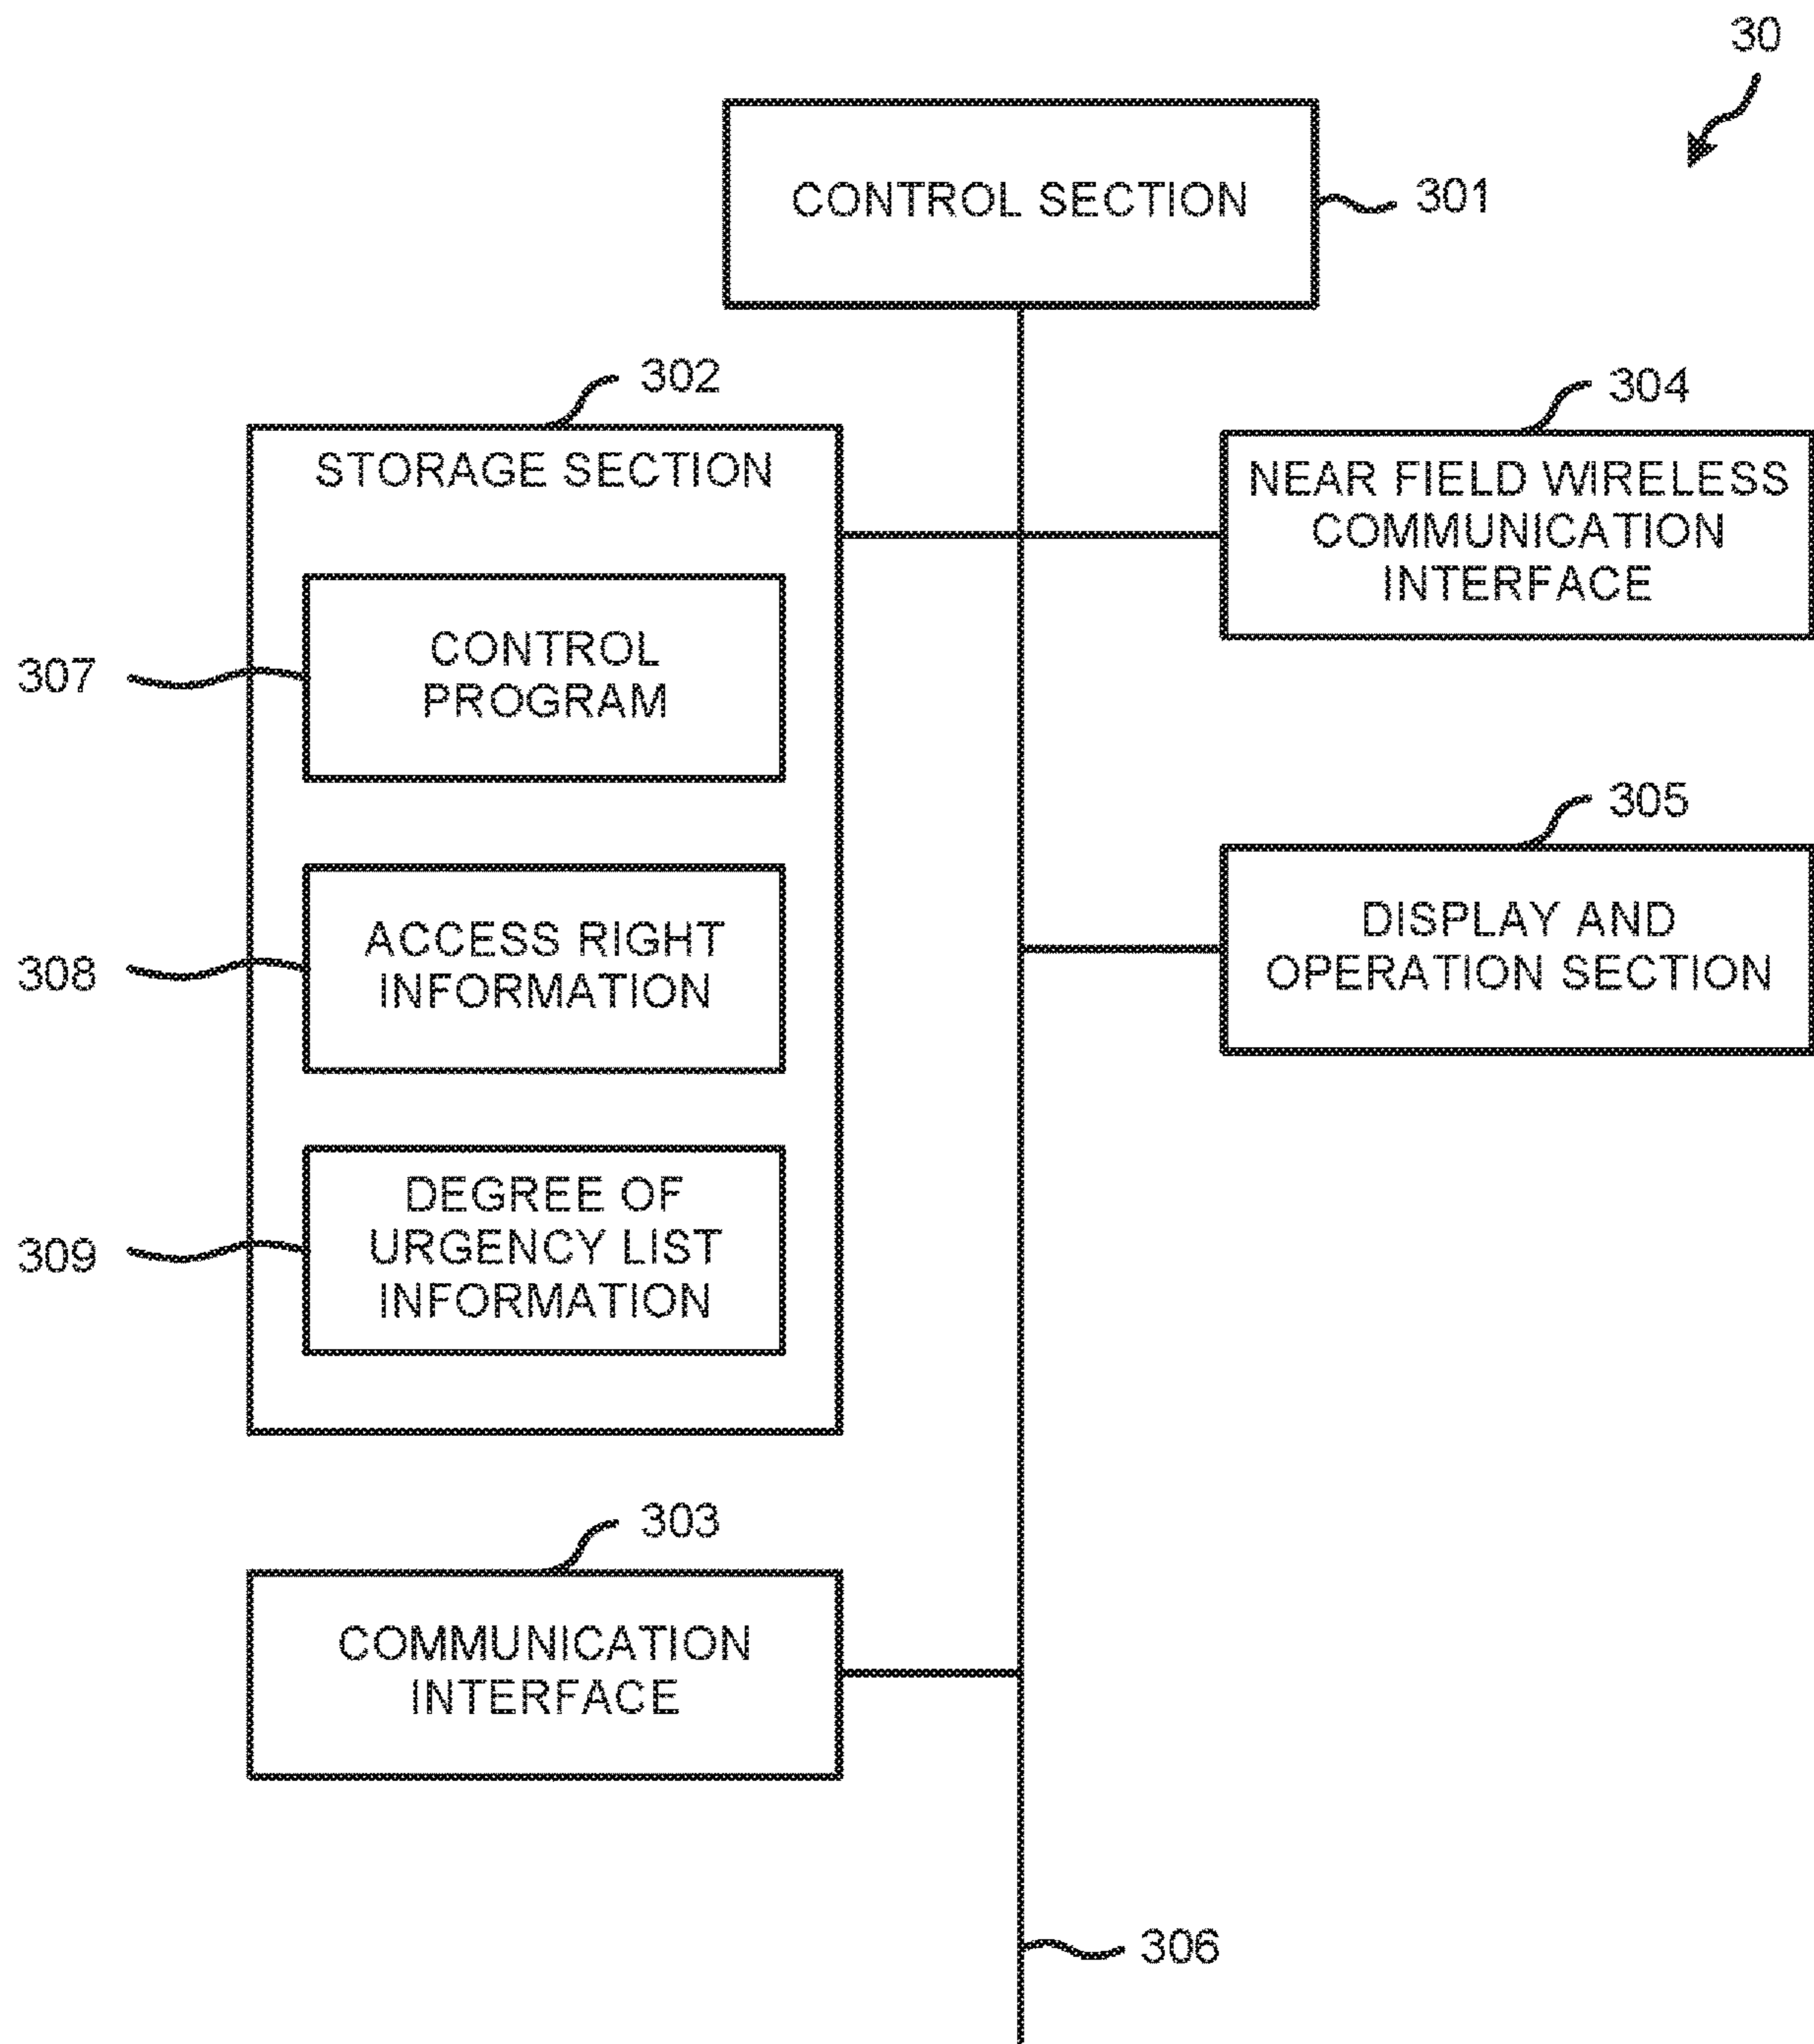 30
CONTROL SECTION
301
302
STORAGE SECTION
304
NEAR FIELD WIRELESS
COMMUNICATION
INTERFACE
307
CONTROL
PROGRAM
305
DISPLAY AND
OPERATION SECTION
308
ACCESS RIGHT
INFORMATION
309
DEGREE OF
URGENCY LIST
INFORMATION
303
COMMUNICATION
INTERFACE
306